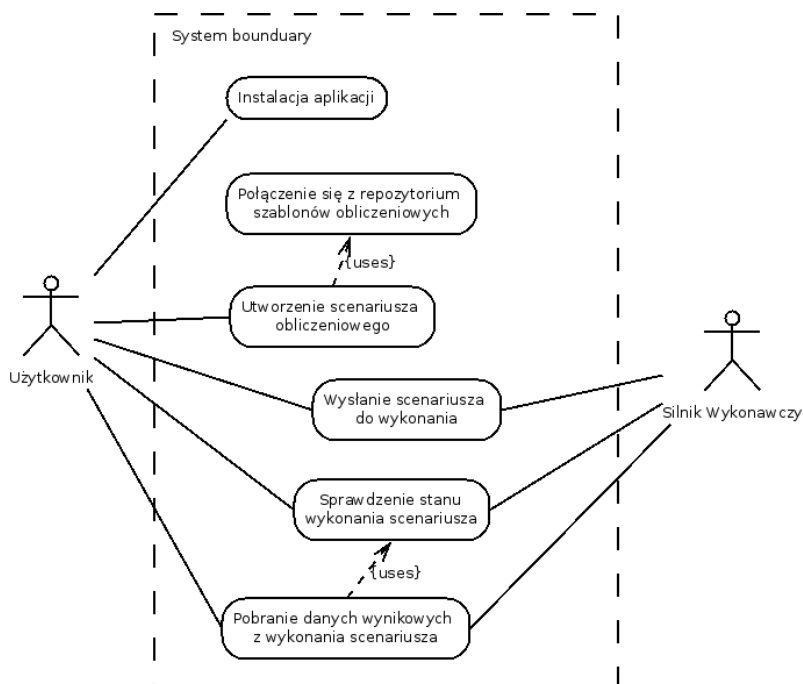 System bounduary
Instalacja aplikacji
Połączenie się z repozytorium
szablonów obliczeniowych
{uses}
Utworzenie scenariusza
obliczeniowego
Użytkownik
Wysłanie scenariusza
do wykonania
Silnik Wykonawczy
Sprawdzenie stanu
wykonania scenariusza
{uses}
Pobranie danych wynikowych
z wykonania scenariusza